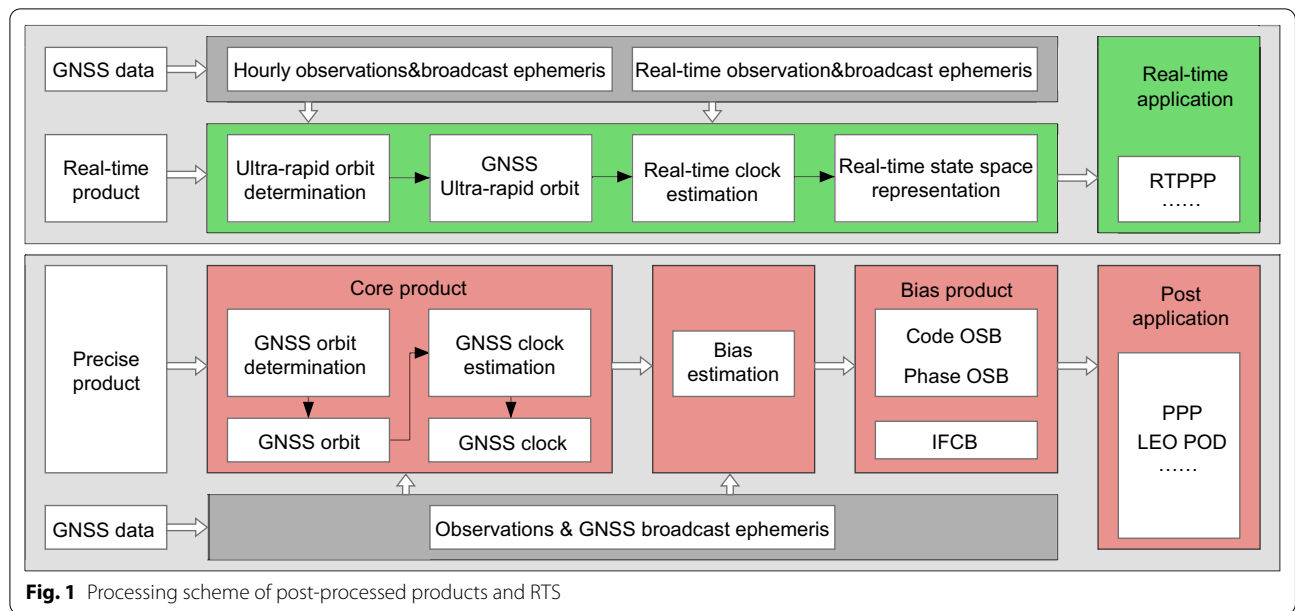 GNSS data
Hourly observations&broadcast ephemeris
Real-time observation&broadcast ephemeris
Real-time
application
RTPPP
……
Real-time
product
Ultra-rapid orbit
determination
GNSS
Ultra-rapid orbit
Real-time clock
estimation
Real-time state space
representation
Precise
product
Core product
GNSS orbit
determination
GNSS orbit
GNSS clock
estimation
GNSS clock
Bias
estimation
Bias product
Code OSB
Phase OSB
IFCB
Post
application
PPP
LEO POD
……
GNSS data
Observations & GNSS broadcast ephemeris
Fig. 1 Processing scheme of post-processed products and RTS